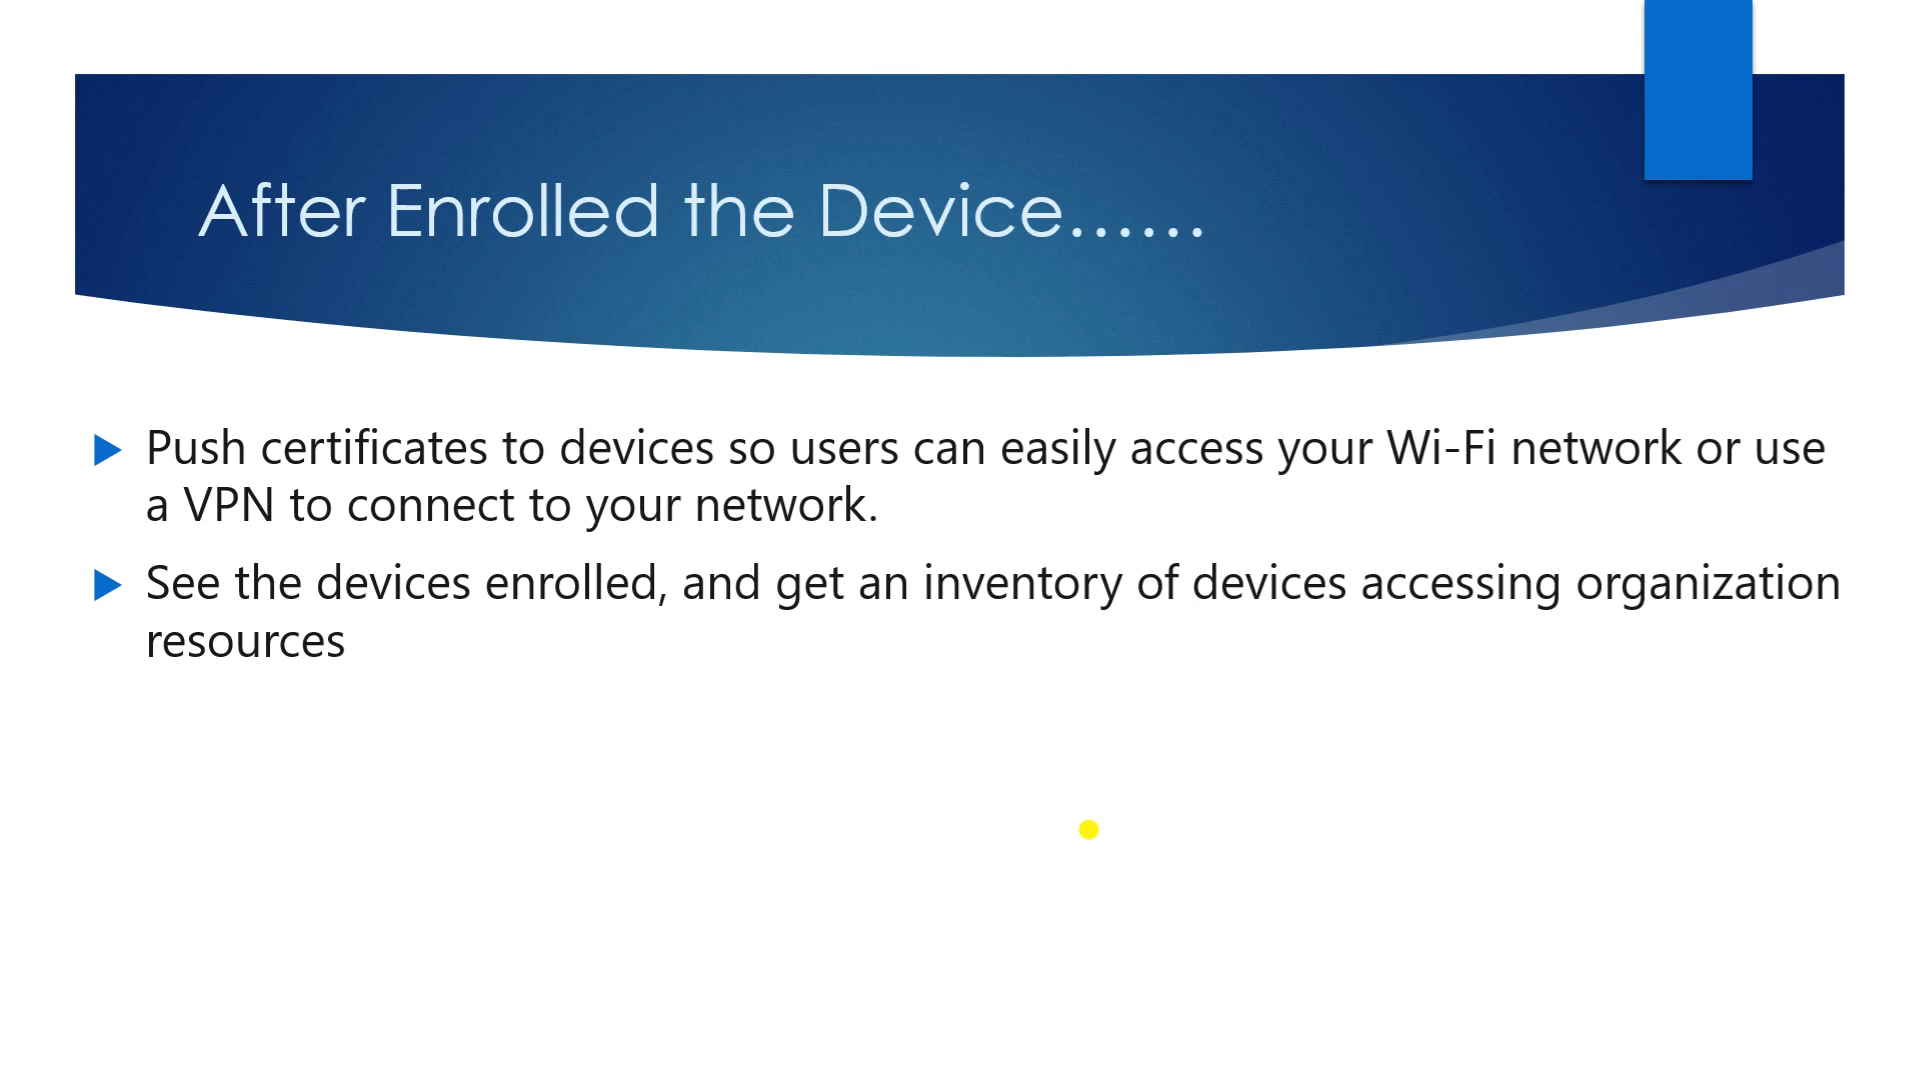 After Enrolled the Device......
Push certificates to devices so users can easily access your Wi-Fi network or use
a VPN to connect to your network.
See the devices enrolled, and get an inventory of devices accessing organization
resources